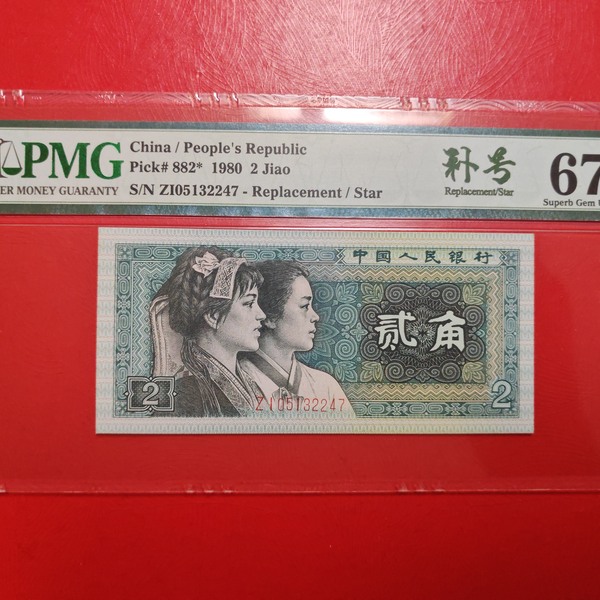 PMG
ER MONEY GUARANTY
China / People's Republic
Pick# 882* 1980 2 Jiao
S/N ZI05132247 - Replacement / Star
补号
Replacement/Star
67
Superb Gem
中国人民银行
贰角
2
ZI05132247
2